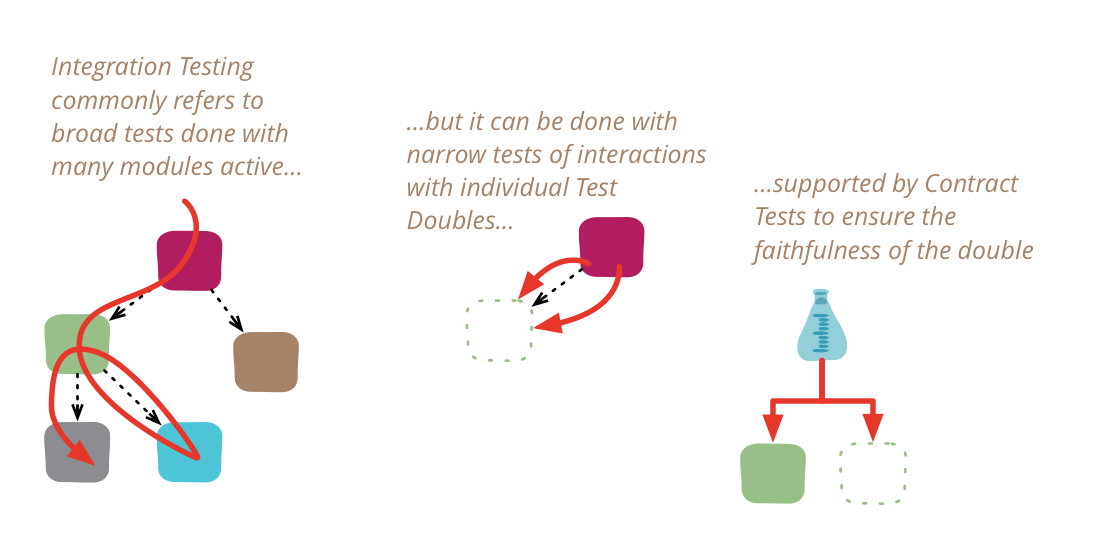 Integration Testing
commonly refers to
broad tests done with
many modules active...
...but it can be done with
narrow tests of interactions
with individual Test
Doubles...
...supported by Contract
Tests to ensure the
faithfulness of the double